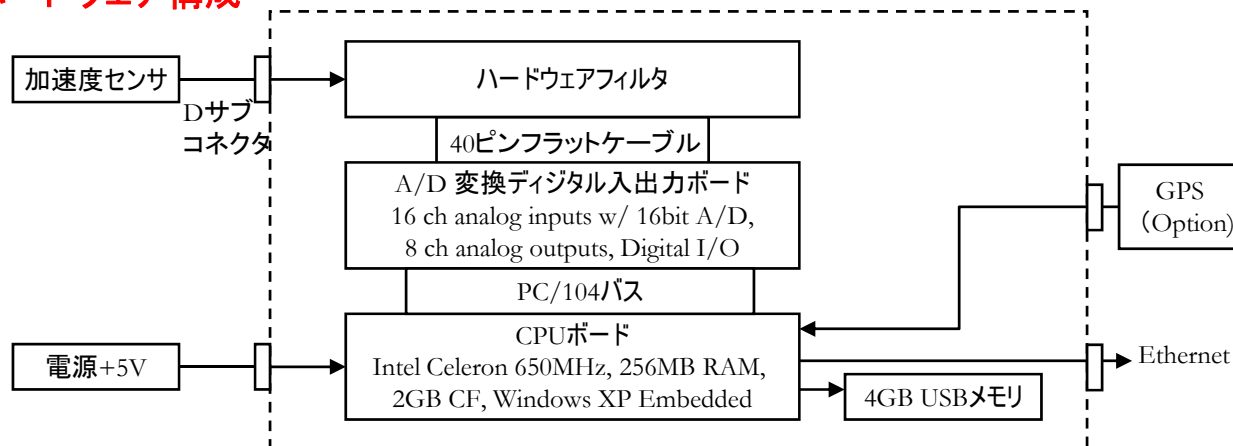 ハードウェア構成
加速度センサ
Dサブ
コネクタ
ハードウェアフィルタ
40ピンフラットケーブル
A/D 変換ディジタル入出力ボード
16 ch analog inputs w/ 16bit A/D,
8 ch analog outputs, Digital I/O
PC/104バス
GPS
（Option)
電源+5V
CPUボード
Intel Celeron 650MHz, 256MB RAM,
2GB CF, Windows XP Embedded
Ethernet
4GB USBメモリ